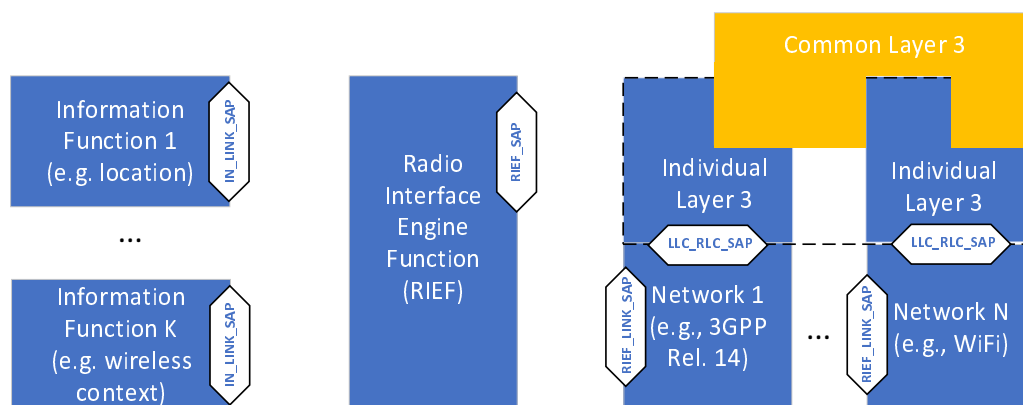 Common Layer 3
Information
Function 1
(e.g. location)
IN_LINK_SAP
...
Information
Function K
(e.g. wireless
context)
IN_LINK_SAP
Radio
Interface
Engine
Function
(RIEF)
RIEF_SAP
Individual
Layer 3
LLC_RLC_SAP
RIEF_LINK_SAP
Network 1
(e.g., 3GPP
Rel. 14)
...
Individual
Layer 3
LLC_RLC_SAP
RIEF_LINK_SAP
Network N
(e.g., WiFi)